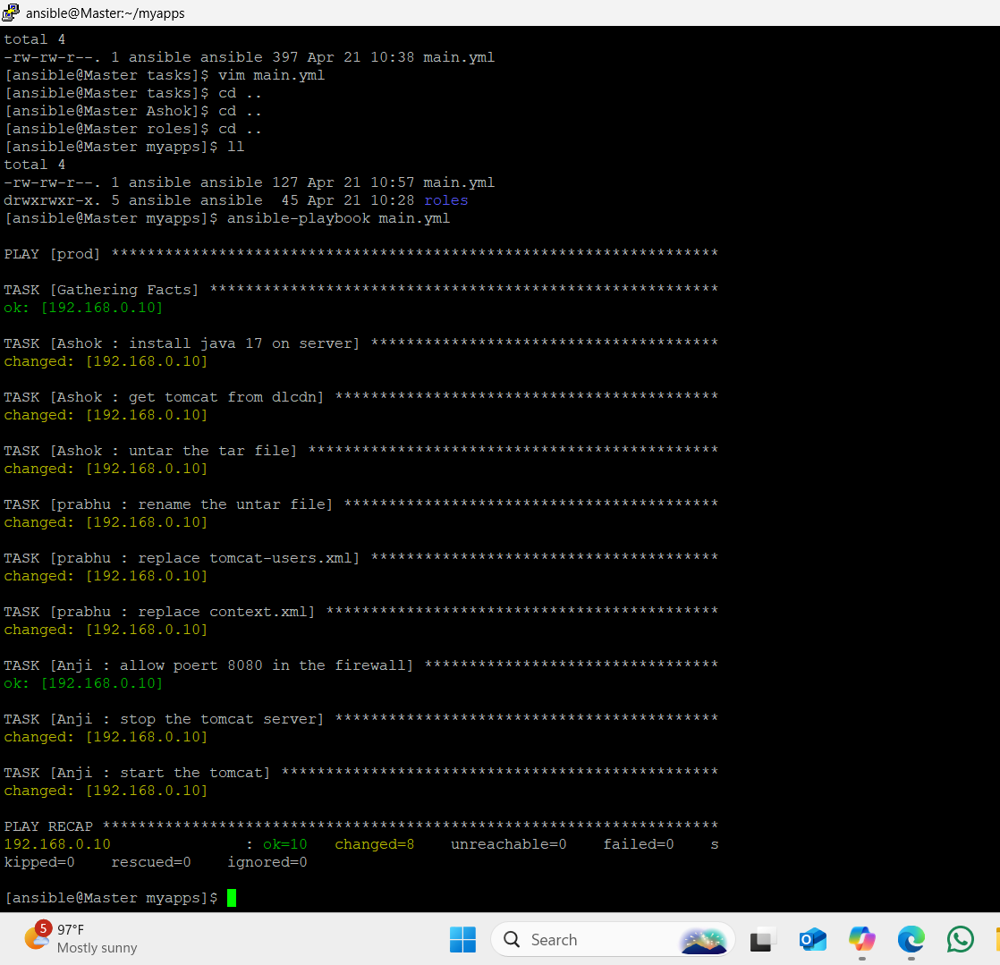 ansible@Master:~/myapps
total 4
-rw-rw-r--. 1 ansible ansible 397 Apr 21 10:38 main.yml
[ansible@Master tasks]$ vim main.yml
[ansible@Master tasks]$ cd ..
[ansible@Master Ashok]$ cd ..
[ansible@Master roles]$ cd ..
[ansible@Master myapps]$ ll
total 4
-rw-rw-r--. 1 ansible ansible 127 Apr 21 10:57 main.yml
drwxrwxr-x. 5 ansible ansible  45 Apr 21 10:28 roles
[ansible@Master myapps]$ ansible-playbook main.yml
PLAY [prod] ********************************************************************
TASK [Gathering Facts] *********************************************************
ok: [192.168.0.10]
TASK [Ashok : install java 17 on server] ***************************************
changed: [192.168.0.10]
TASK [Ashok : get tomcat from dlcdn] *******************************************
changed: [192.168.0.10]
TASK [Ashok : untar the tar file] **********************************************
changed: [192.168.0.10]
TASK [prabhu : rename the untar file] ******************************************
changed: [192.168.0.10]
TASK [prabhu : replace tomcat-users.xml] ***************************************
changed: [192.168.0.10]
TASK [prabhu : replace context.xml] ********************************************
changed: [192.168.0.10]
TASK [Anji : allow poert 8080 in the firewall] *********************************
ok: [192.168.0.10]
TASK [Anji : stop the tomcat server] *******************************************
changed: [192.168.0.10]
TASK [Anji : start the tomcat] *************************************************
changed: [192.168.0.10]
PLAY RECAP *********************************************************************
192.168.0.10               : ok=10   changed=8    unreachable=0    failed=0    s
kipped=0    rescued=0    ignored=0
[ansible@Master myapps]$
5
97°F
Mostly sunny
Search